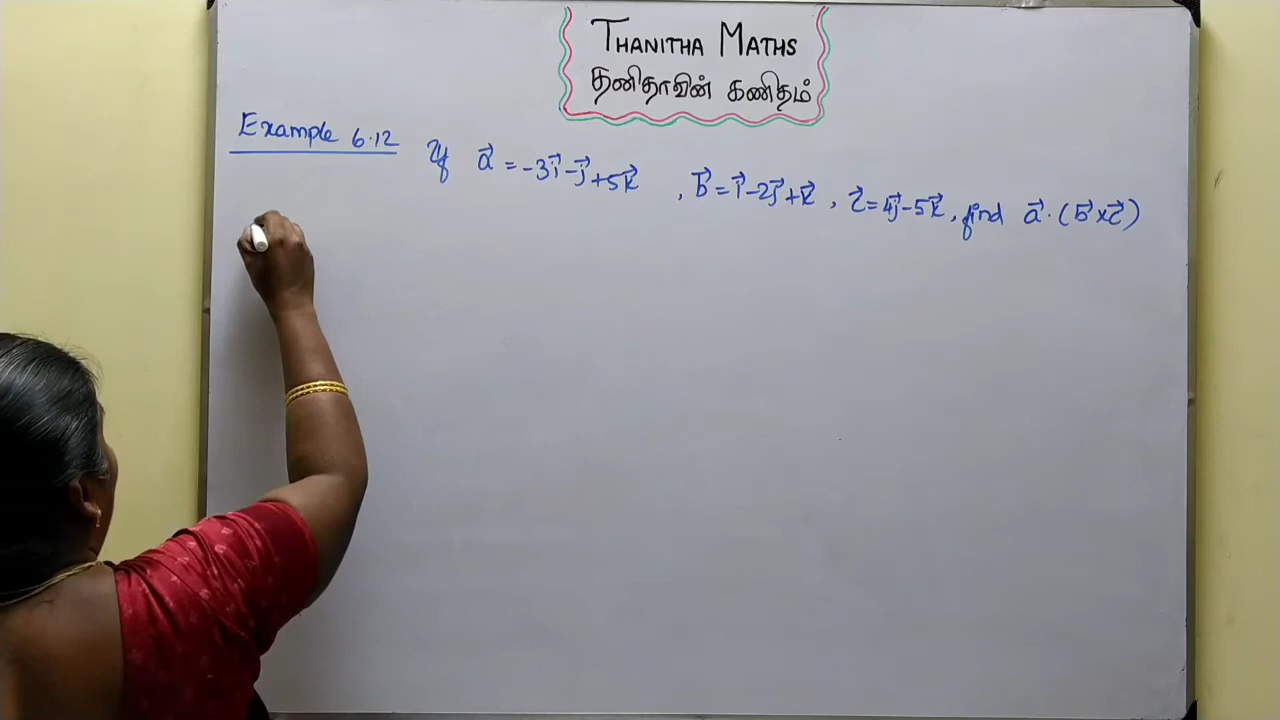 THANITHA MATHS
தனிதாவின் கணிதம்
Example 6.12 If a⃗ = -3i⃗ - j⃗ + 5k⃗ , b⃗ = i⃗ - 2j⃗ + k⃗ , c⃗ = 4j⃗ - 5k⃗ , find a⃗ · (b⃗ × c⃗)